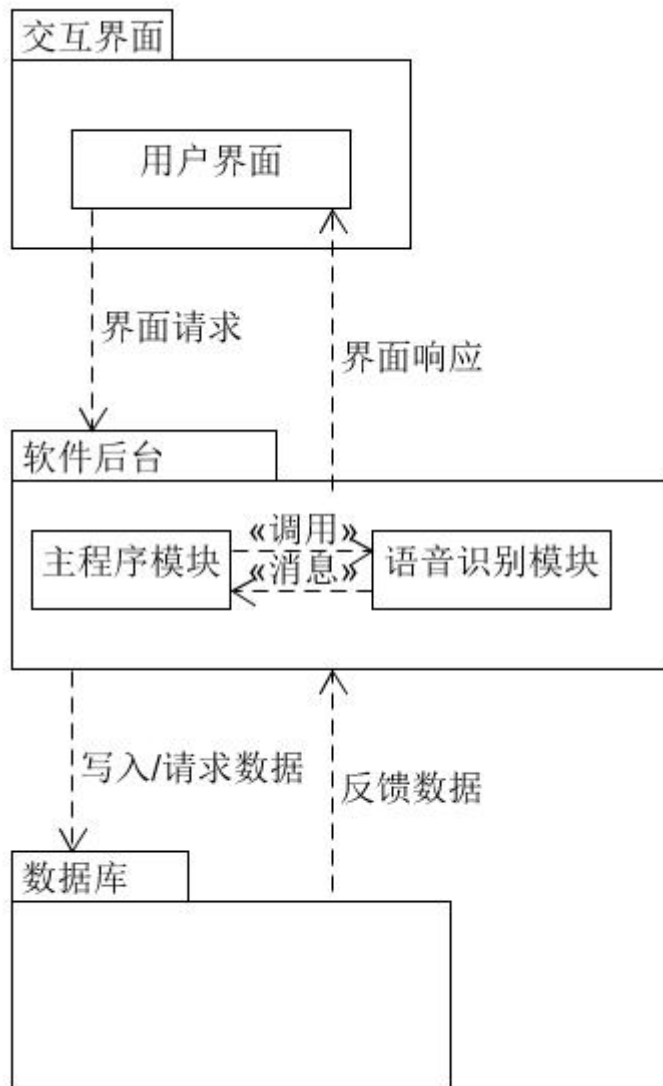 交互界面
用户界面
界面请求
界面响应
软件后台
«调用»
主程序模块
语音识别模块
«消息»
写入/请求数据
反馈数据
数据库